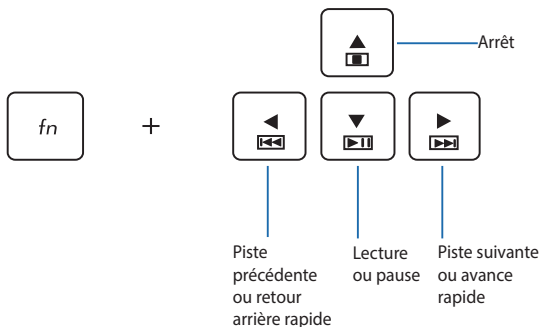 Arrêt
fn
+
Piste
précédente
ou retour
arrière rapide
Lecture
ou pause
Piste suivante
ou avance
rapide